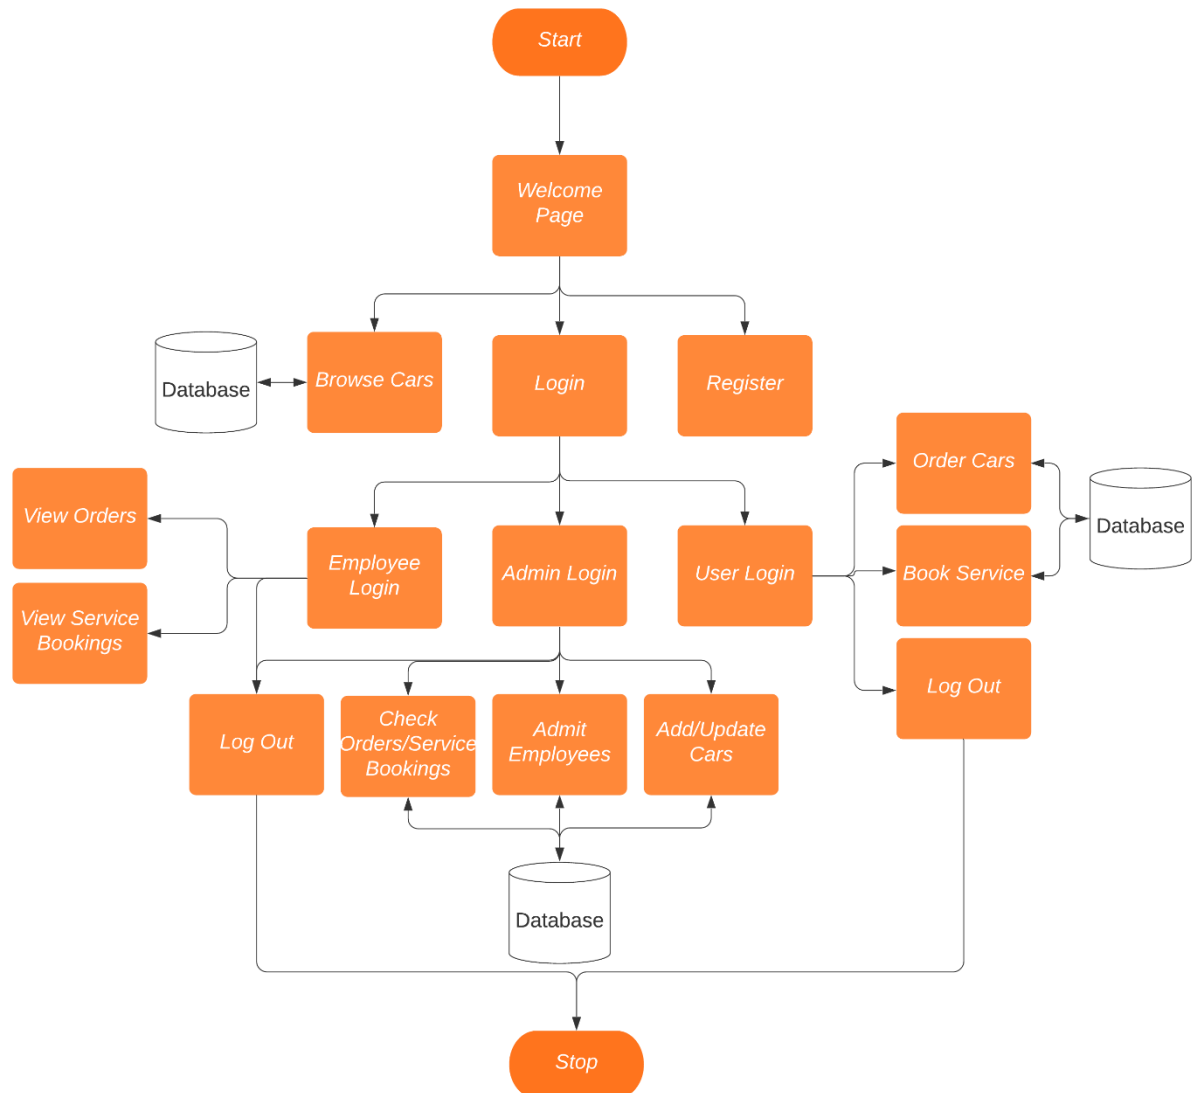 Start
Welcome
Page
Database
Browse Cars
Login
Register
Order Cars
Database
View Orders
Employee
Login
Admin Login
User Login
Book Service
View Service
Bookings
Log Out
Log Out
Check
Orders/Service
Bookings
Admit
Employees
Add/Update
Cars
Database
Stop